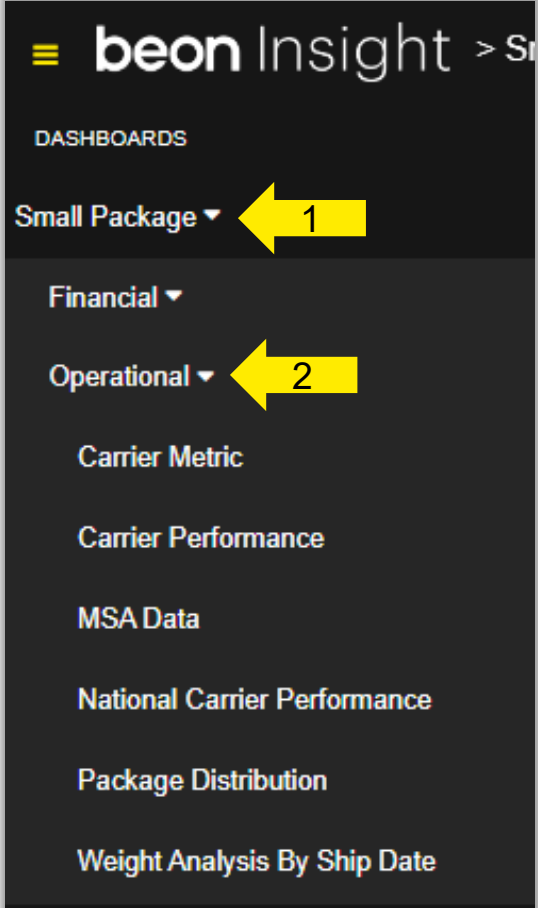 beon Insight >
DASHBOARDS
Small Package 1
Financial
Operational 2
Carrier Metric
Carrier Performance
MSA Data
National Carrier Performance
Package Distribution
Weight Analysis By Ship Date